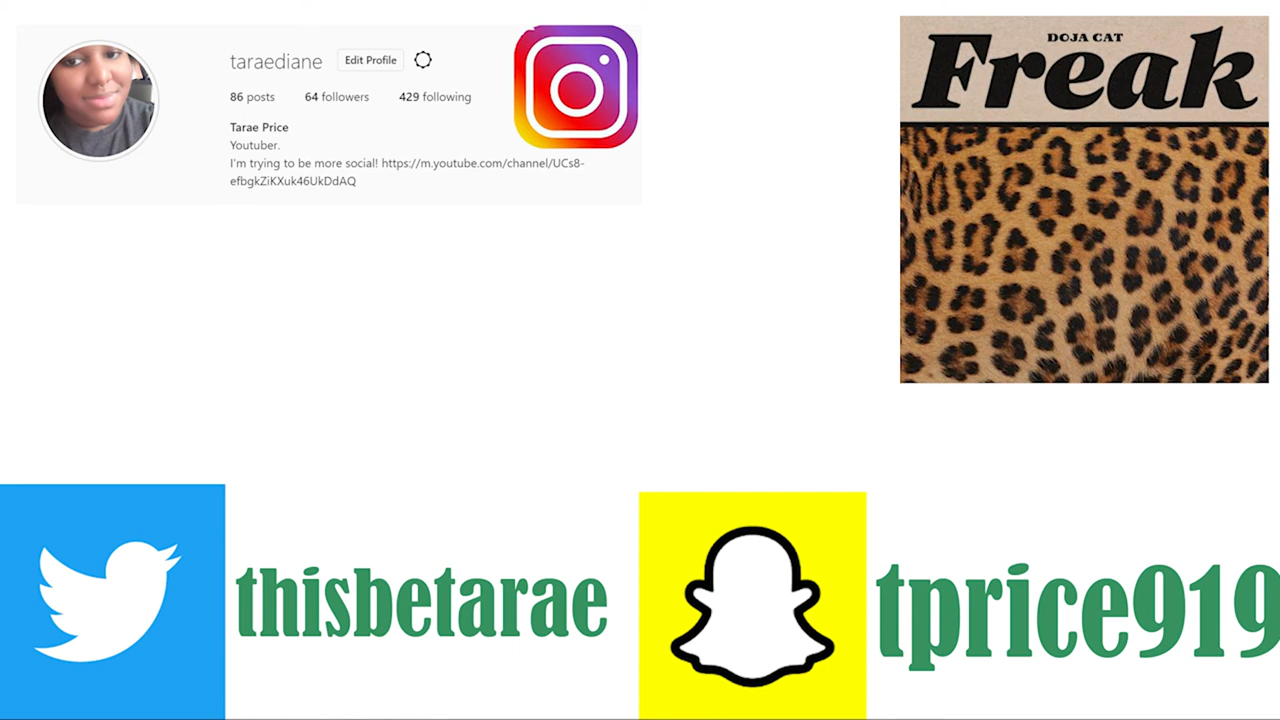 taraediane Edit Profile
86 posts 64 followers 429 following
Tarae Price
Youtuber.
I'm trying to be more social! https://m.youtube.com/channel/UCs8-
efbgkZiKXuk46UkDdAQ
DOJA CAT
Freak
thisbetarae
tprice919